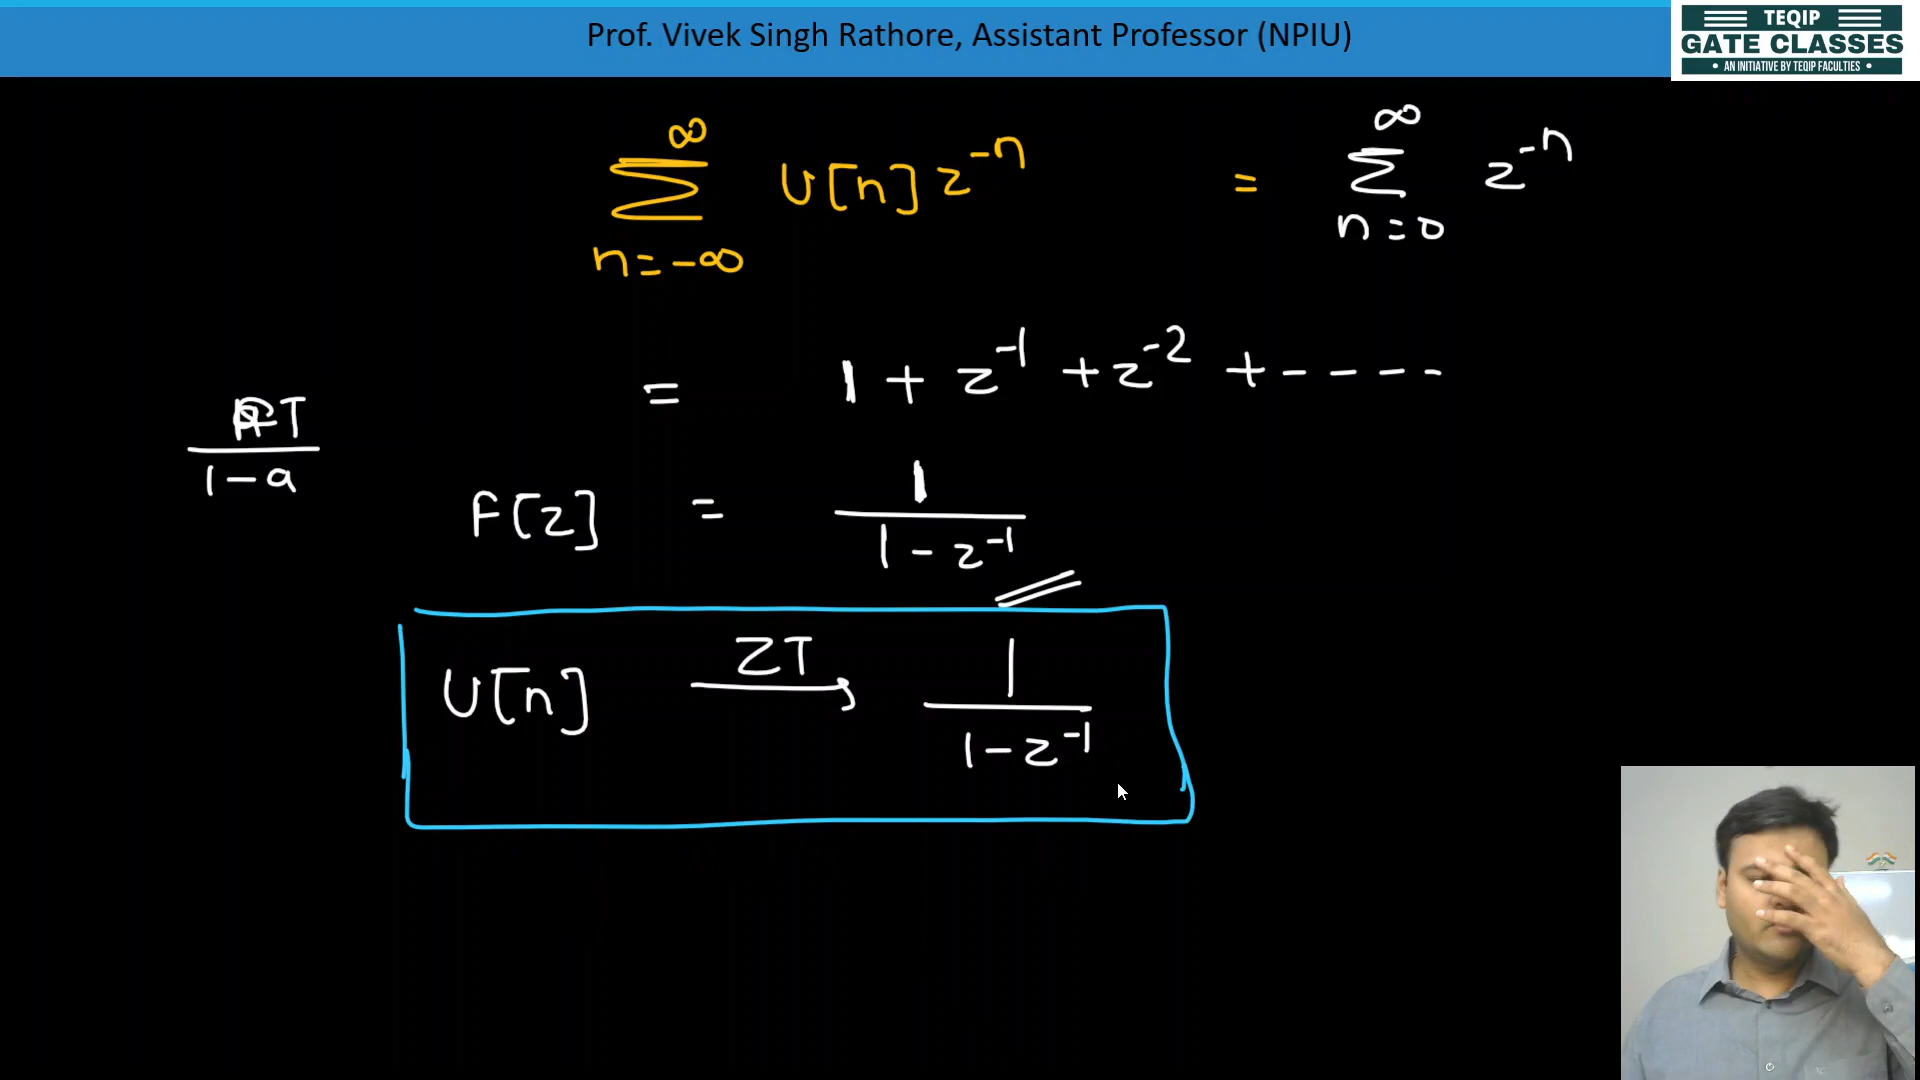 Prof. Vivek Singh Rathore, Assistant Professor (NPIU)
TEQIP
GATE CLASSES
• AN INITIATIVE BY TEQIP FACULTIES •
∞
∑ U[n] z⁻ⁿ = ∑ z⁻ⁿ
n=-∞ n=0
= 1 + z⁻¹ + z⁻² + - - - -
T
1-a
F[z] = 1 / (1 - z⁻¹)
U[n] ZT → 1 / (1 - z⁻¹)